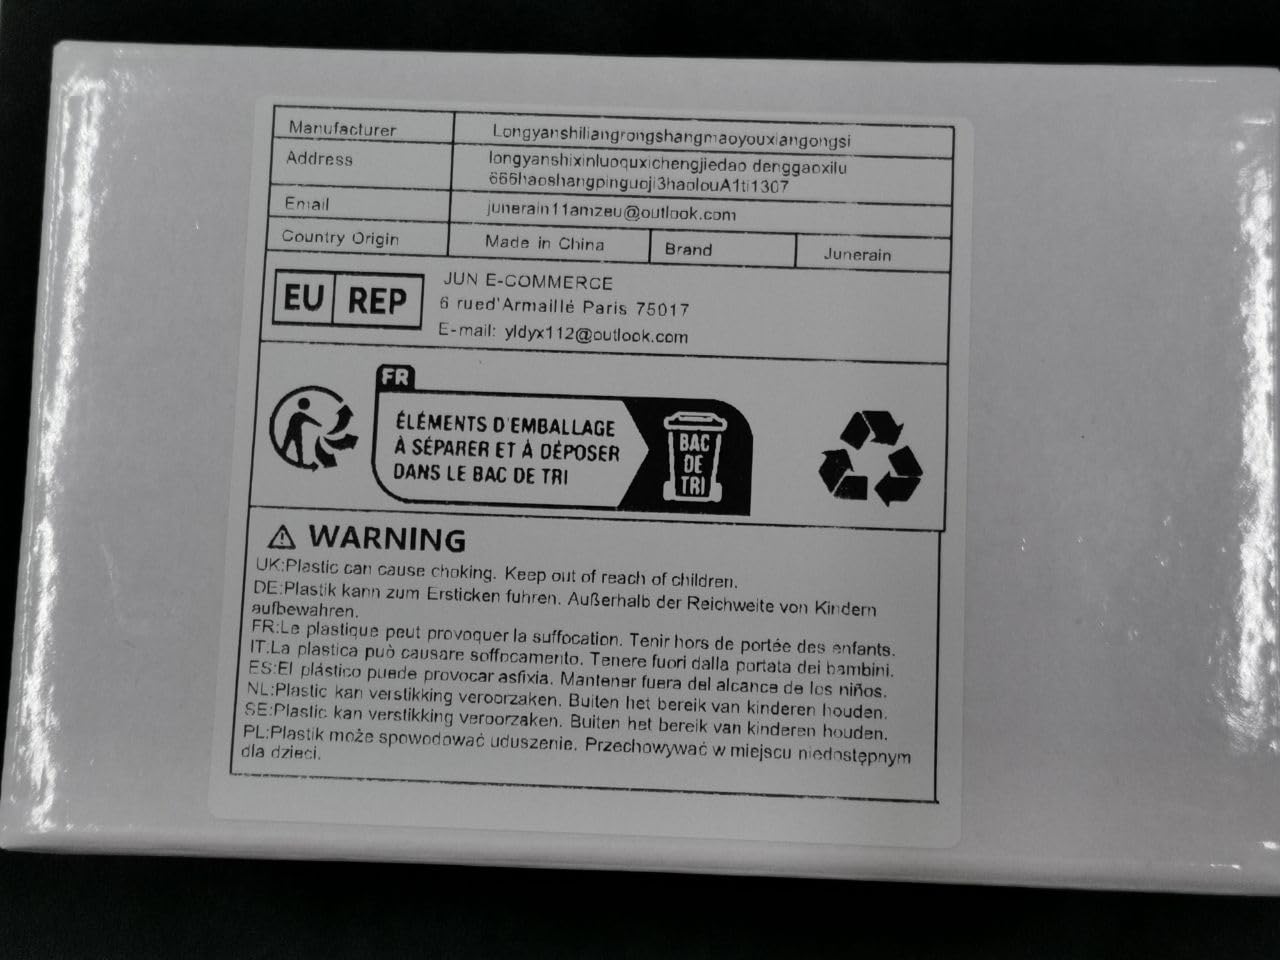 Manufacturer Longyanshiliangrongshangmaoyouxiangongsi
Address longyanshixinluoquxichengjiedao denggaoxilu
666haoshangpinguoji3haolouA1ti1307
Email junerain11amzeu@outlook.com
Country Origin Made in China Brand Junerain
EU REP
JUN E-COMMERCE
6 rued'Armaillé Paris 75017
E-mail: yldyx112@outlook.com
FR
ÉLÉMENTS D'EMBALLAGE
À SÉPARER ET À DÉPOSER
DANS LE BAC DE TRI
BAC
DE
TRI
WARNING
UK:Plastic can cause choking. Keep out of reach of children.
DE:Plastik kann zum Ersticken fuhren. Außerhalb der Reichweite von Kindern
aufbewahren.
FR:Le plastique peut provoquer la suffocation. Tenir hors de portée des enfants.
IT:La plastica può causare soffocamento. Tenere fuori dalla portata dei bambini.
ES:El plástico puede provocar asfixia. Mantener fuera del alcance de los niños.
NL:Plastic kan verstikking veroorzaken. Buiten het bereik van kinderen houden.
SE:Plastic kan verstikking veroorzaken. Buiten het bereik van kinderen houden.
PL:Plastik może spowodować uduszenie. Przechowywać w miejscu niedostępnym
dla dzieci.